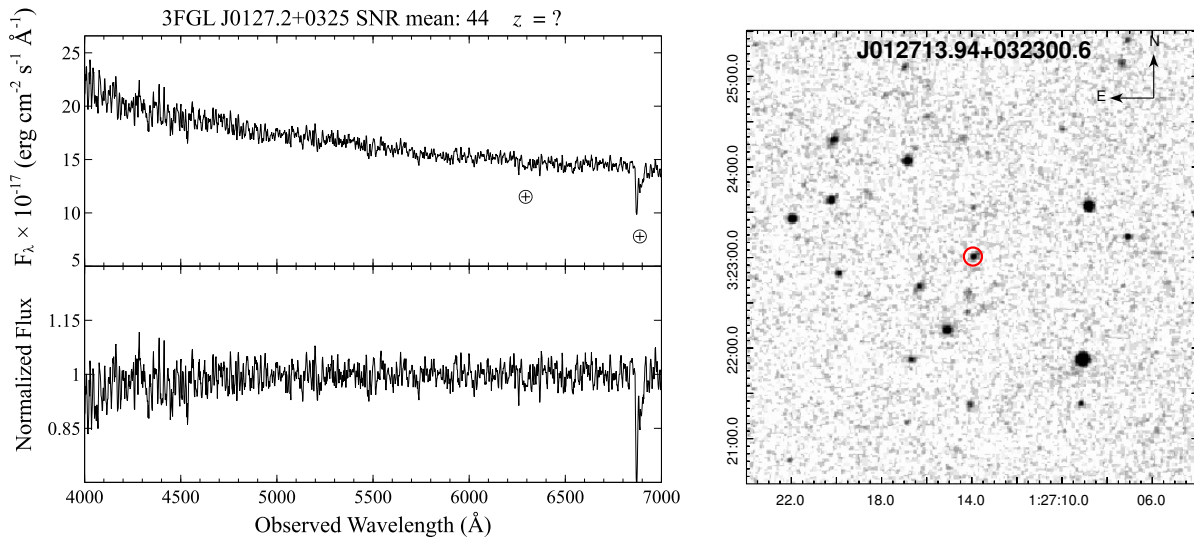 3FGL J0127.2+0325 SNR mean: 44 z = ?
F_λ × 10⁻¹⁷ (erg cm⁻² s⁻¹ Å⁻¹)
25
20
15
10
5
⊕
⊕
Normalized Flux
1.15
1
0.85
4000 4500 5000 5500 6000 6500 7000
Observed Wavelength (Å)
J012713.94+032300.6
N
E
25:00.0
24:00.0
3:23:00.0
22:00.0
21:00.0
22.0 18.0 14.0 1:27:10.0 06.0